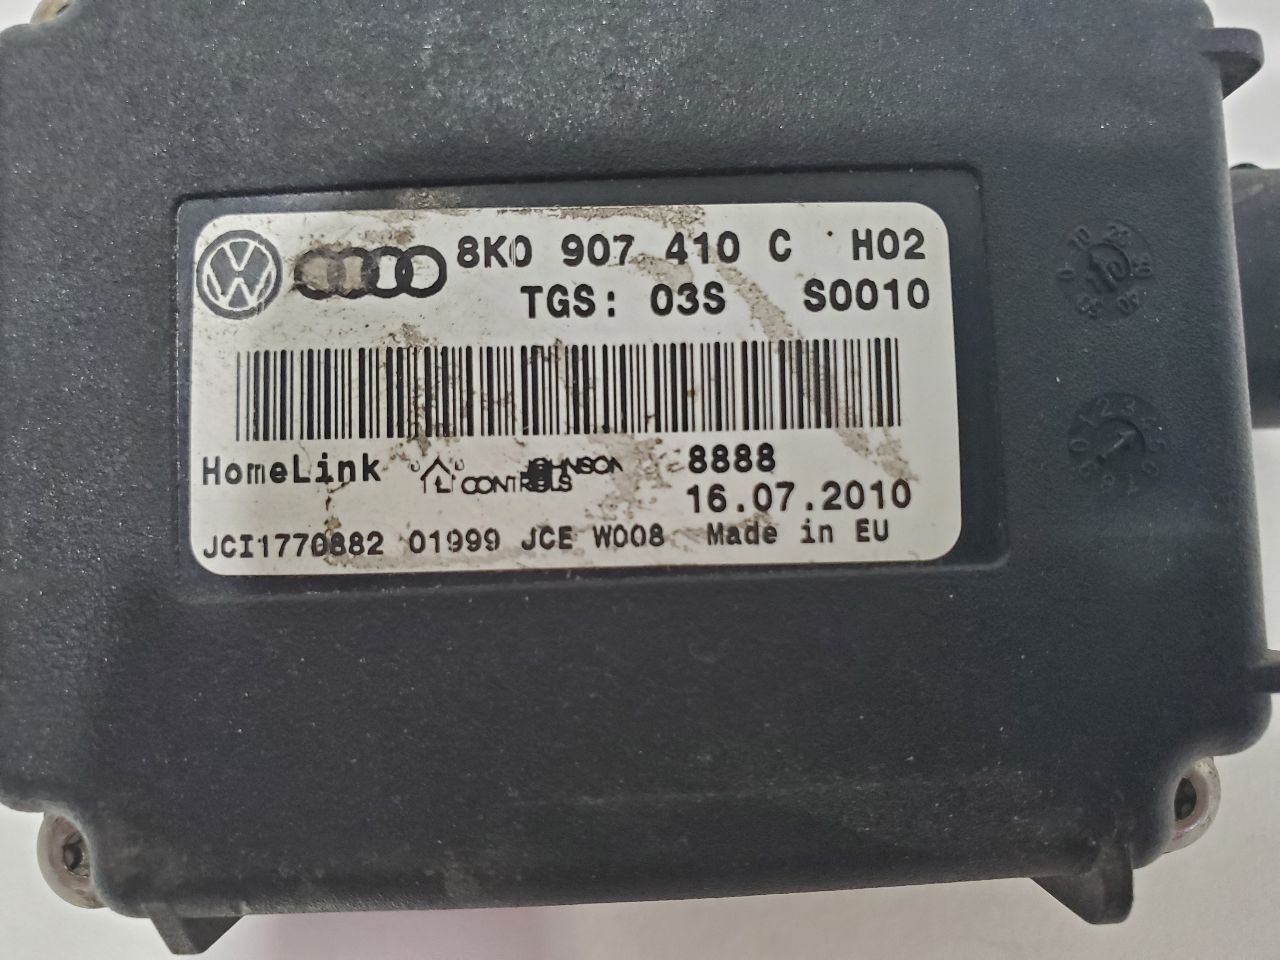 8K0 907 410 C H02
TGS: 03S S0010
HomeLink JOHNSON CONTROLS 8888
16.07.2010
JCI1770882 01999 JCE W008 Made in EU